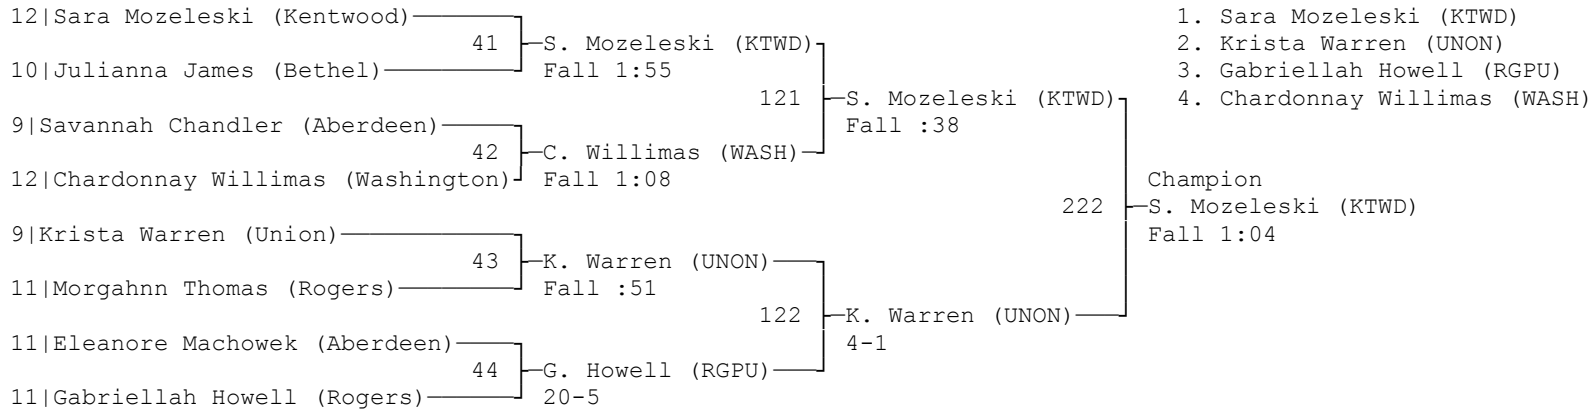 12|Sara Mozeleski (Kentwood)
1. Sara Mozeleski (KTWD)
41 S. Mozeleski (KTWD)
2. Krista Warren (UNON)
10|Julianna James (Bethel)
Fall 1:55
3. Gabriellah Howell (RGPU)
121 S. Mozeleski (KTWD)
4. Chardonnay Willimas (WASH)
9|Savannah Chandler (Aberdeen)
Fall :38
42 C. Willimas (WASH)
12|Chardonnay Willimas (Washington)
Fall 1:08
Champion
222 S. Mozeleski (KTWD)
9|Krista Warren (Union)
Fall 1:04
43 K. Warren (UNON)
11|Morgahnn Thomas (Rogers)
Fall :51
122 K. Warren (UNON)
11|Eleanore Machowek (Aberdeen)
4-1
44 G. Howell (RGPU)
11|Gabriellah Howell (Rogers)
20-5